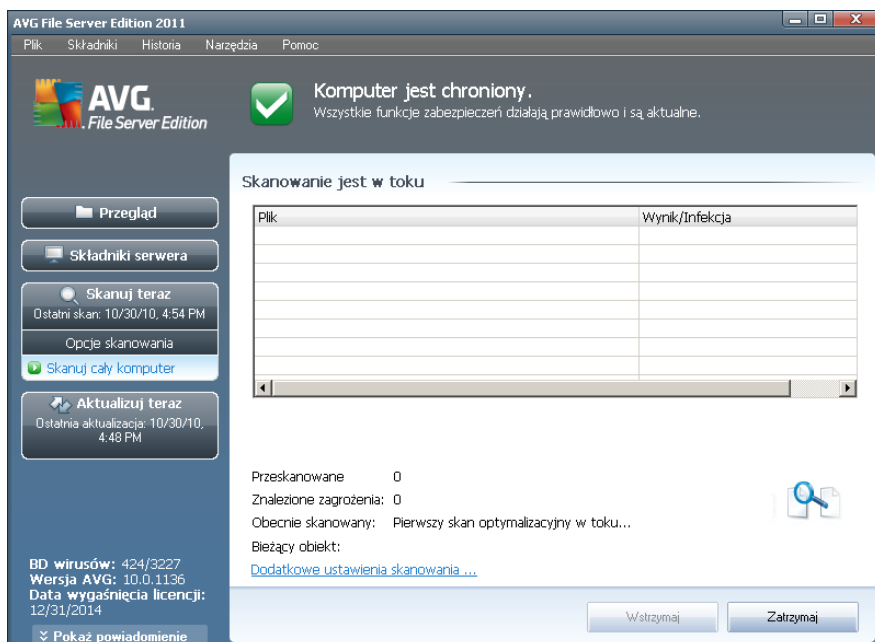 AVG File Server Edition 2011
Plik Składniki Historia Narzędzia Pomoc
AVG.
File Server Edition
Komputer jest chroniony.
Wszystkie funkcje zabezpieczeń działają prawidłowo i są aktualne.
Przegląd
Składniki serwera
Skanuj teraz
Ostatni skan: 10/30/10, 4:54 PM
Opcje skanowania
Skanuj cały komputer
Aktualizuj teraz
Ostatnia aktualizacja: 10/30/10,
4:48 PM
BD wirusów: 424/3227
Wersja AVG: 10.0.1136
Data wygaśnięcia licencji:
12/31/2014
Pokaż powiadomienie
Skanowanie jest w toku
Plik Wynik/Infekcja
Przeskanowane 0
Znalezione zagrożenia: 0
Obecnie skanowany: Pierwszy skan optymalizacyjny w toku...
Bieżący obiekt:
Dodatkowe ustawienia skanowania ...
Wstrzymaj Zatrzymaj